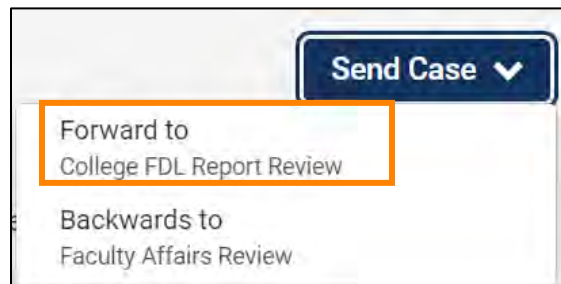 Send Case
Forward to
College FDL Report Review
Backwards to
Faculty Affairs Review